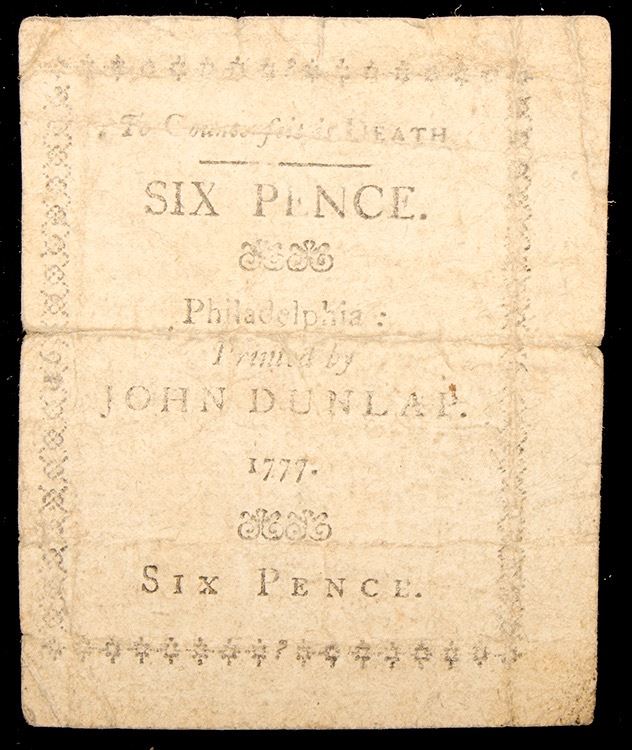 To Counterfeit is DEATH
SIX PENCE.
Philadelphia:
Printed by
JOHN DUNLAP.
1777.
SIX PENCE.